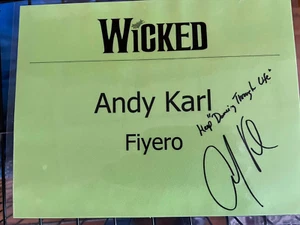 WICKED
Andy Karl
Fiyero
Keep "Dancing Through Life"